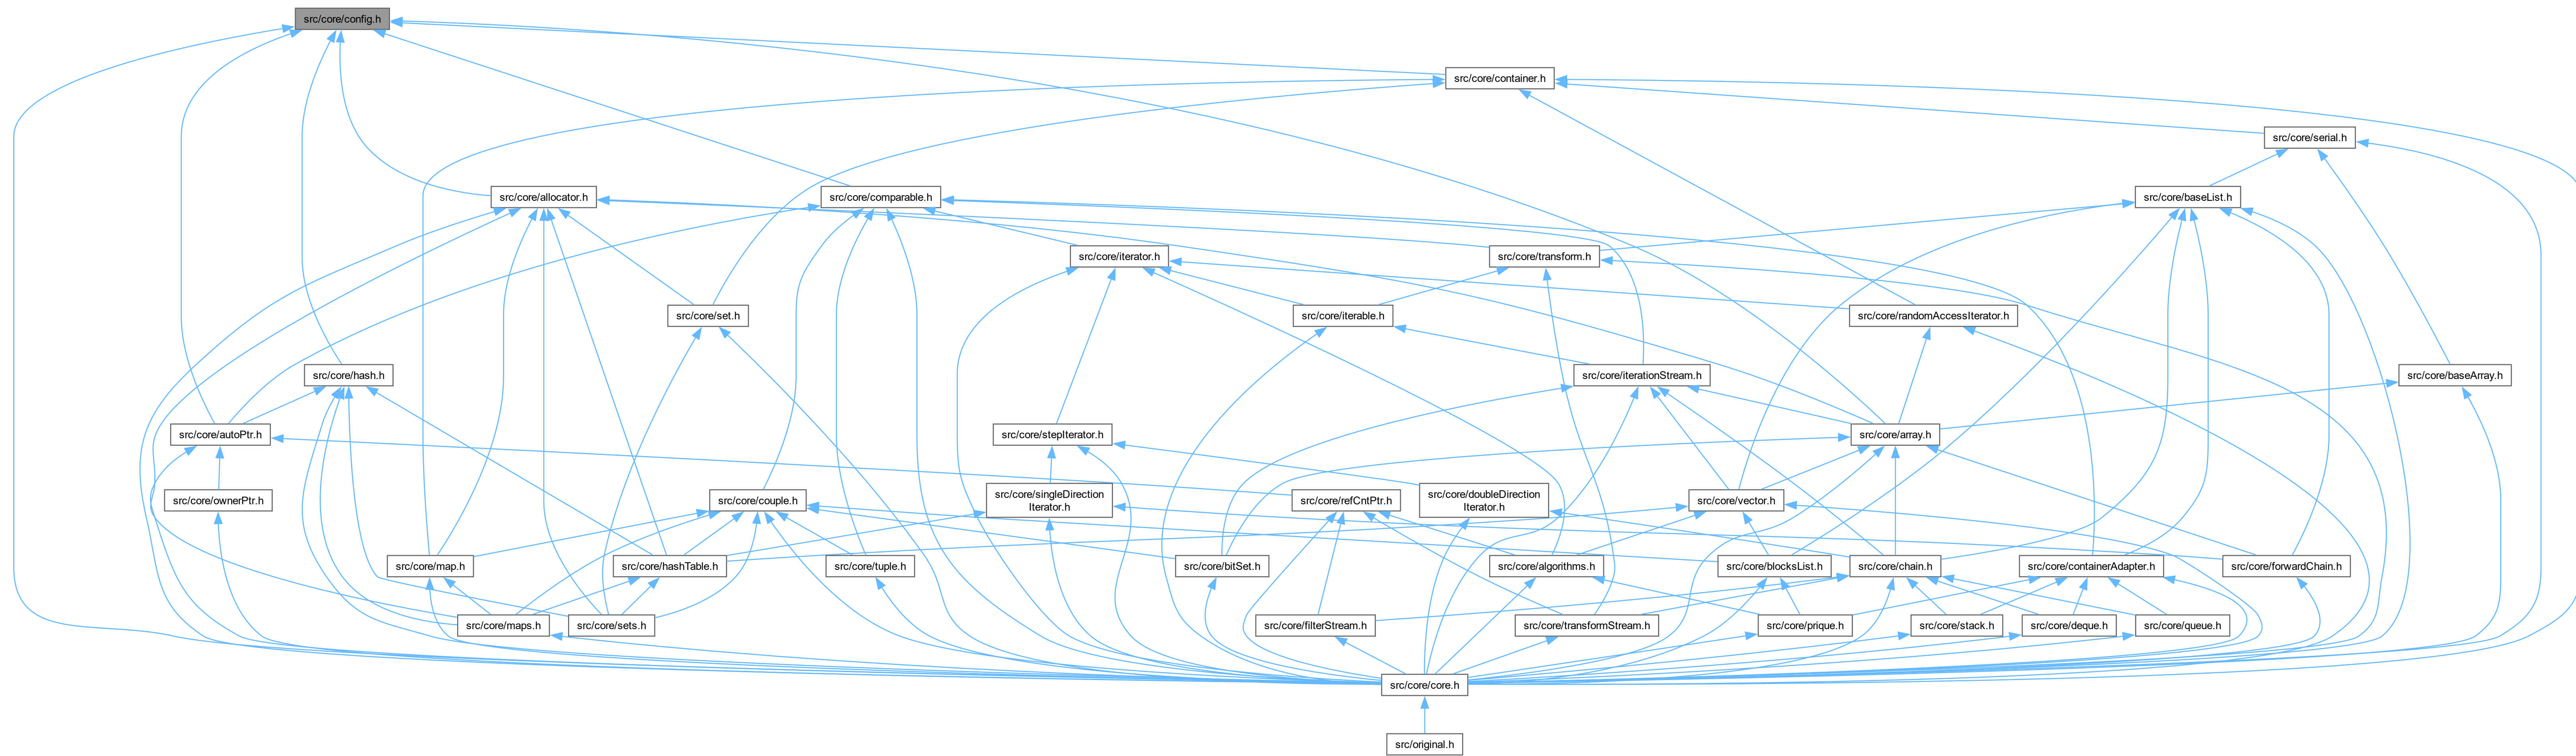 src/core/config.h
src/core/container.h
src/core/serial.h
src/core/allocator.h
src/core/comparable.h
src/core/baseList.h
src/core/iterator.h
src/core/transform.h
src/core/set.h
src/core/iterable.h
src/core/randomAccessIterator.h
src/core/hash.h
src/core/iterationStream.h
src/core/baseArray.h
src/core/autoPtr.h
src/core/stepIterator.h
src/core/array.h
src/core/ownerPtr.h
src/core/couple.h
src/core/singleDirection
Iterator.h
src/core/refCntPtr.h
src/core/doubleDirection
Iterator.h
src/core/vector.h
src/core/map.h
src/core/hashTable.h
src/core/tuple.h
src/core/bitSet.h
src/core/algorithms.h
src/core/blocksList.h
src/core/chain.h
src/core/containerAdapter.h
src/core/forwardChain.h
src/core/maps.h
src/core/sets.h
src/core/filterStream.h
src/core/transformStream.h
src/core/prique.h
src/core/stack.h
src/core/deque.h
src/core/queue.h
src/core/core.h
src/original.h